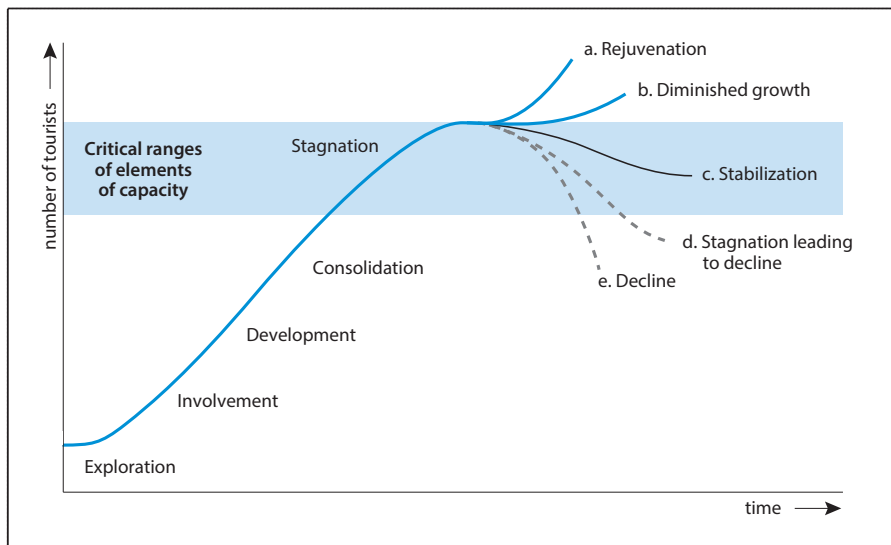 a. Rejuvenation
b. Diminished growth
Critical ranges
of elements
of capacity
Stagnation
c. Stabilization
number of tourists
d. Stagnation leading
to decline
Consolidation
e. Decline
Development
Involvement
Exploration
time